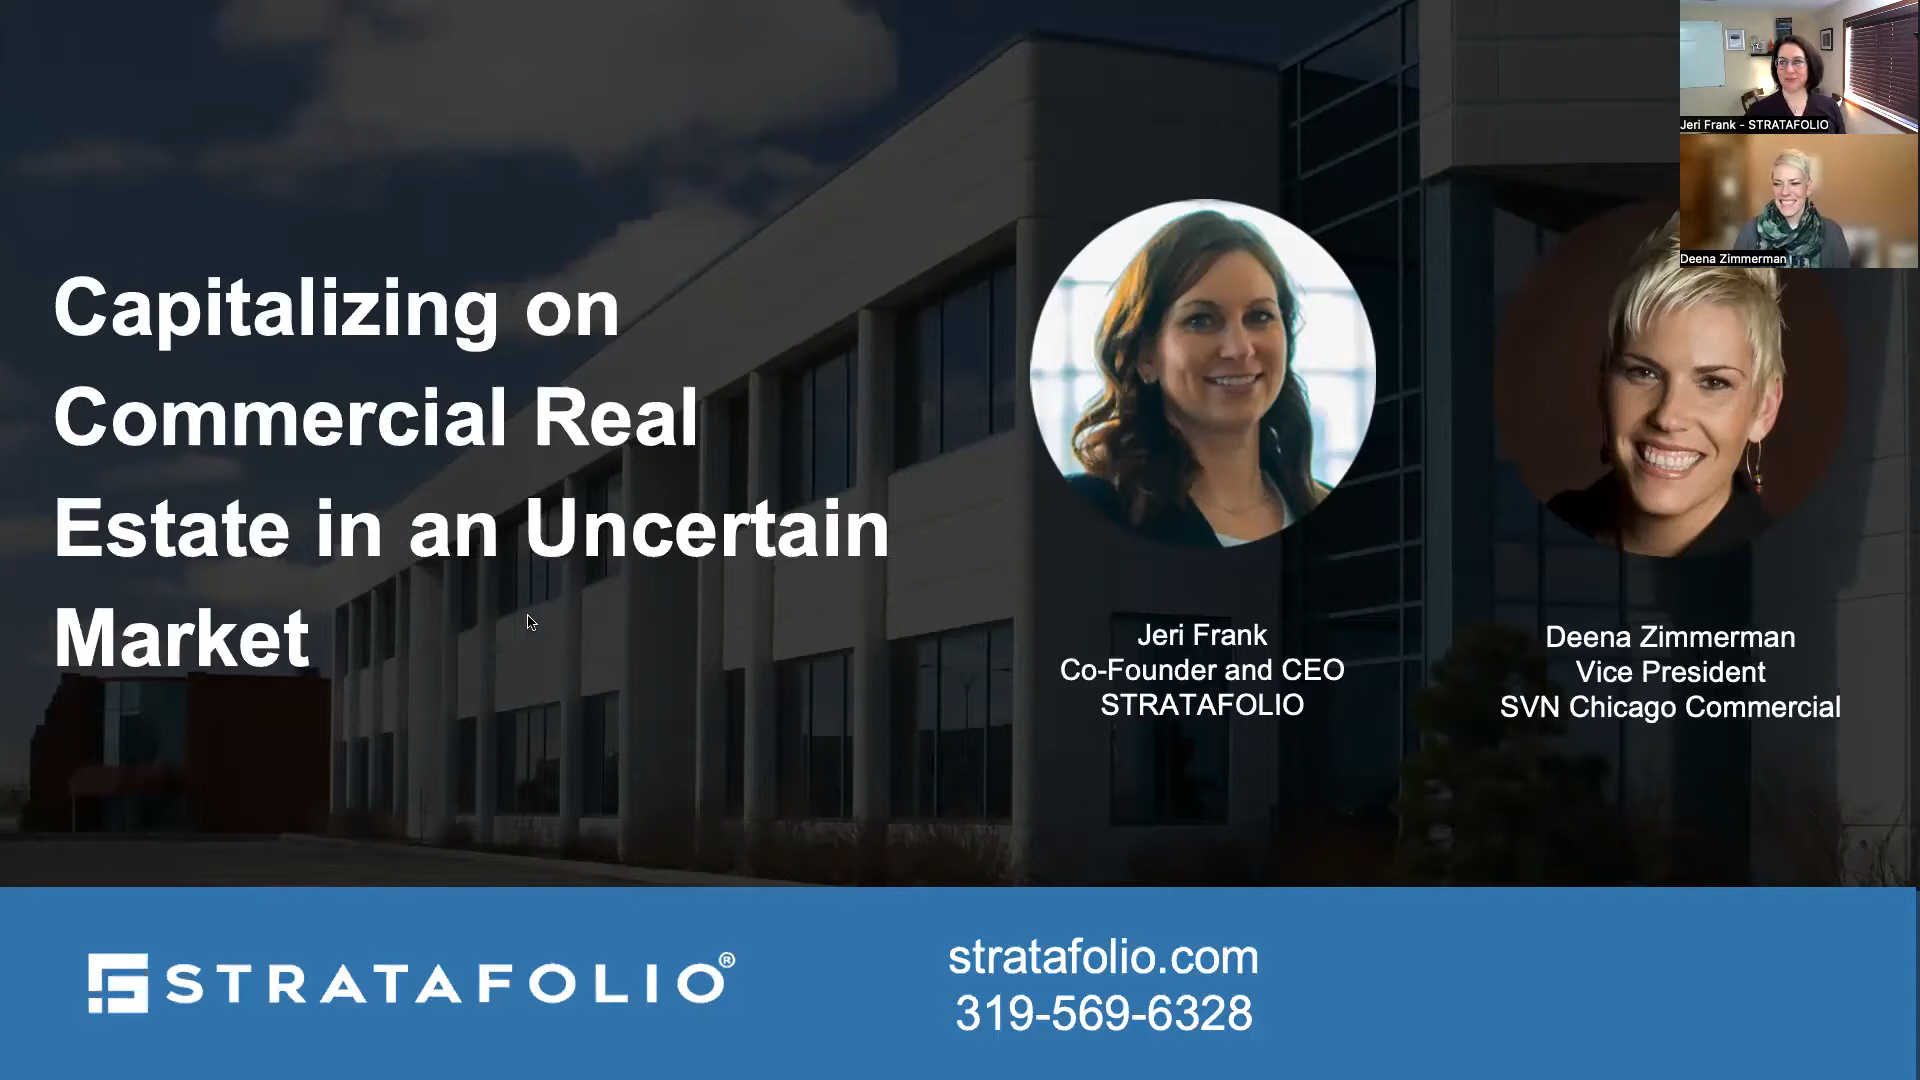 Capitalizing on
Commercial Real
Estate in an Uncertain
Market
Jeri Frank - STRATAFOLIO
Deena Zimmerman
Jeri Frank
Co-Founder and CEO
STRATAFOLIO
Deena Zimmerman
Vice President
SVN Chicago Commercial
STRATAFOLIO®
stratafolio.com
319-569-6328